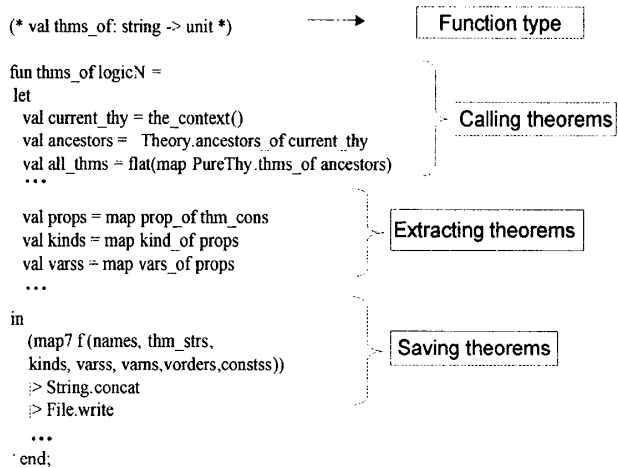 (* val thms_of: string -> unit *)
Function type
fun thms_of logicN =
let
val current_thy = the_context()
val ancestors = Theory.ancestors_of current_thy
val all_thms = flat(map PureThy.thms_of ancestors)
•••
Calling theorems
val props = map prop_of thm_cons
val kinds = map kind_of props
val varss = map vars_of props
•••
Extracting theorems
in
(map7 f (names, thm_strs,
kinds, varss, varns,vorders,constss))
|> String.concat
|> File.write
•••
Saving theorems
end;